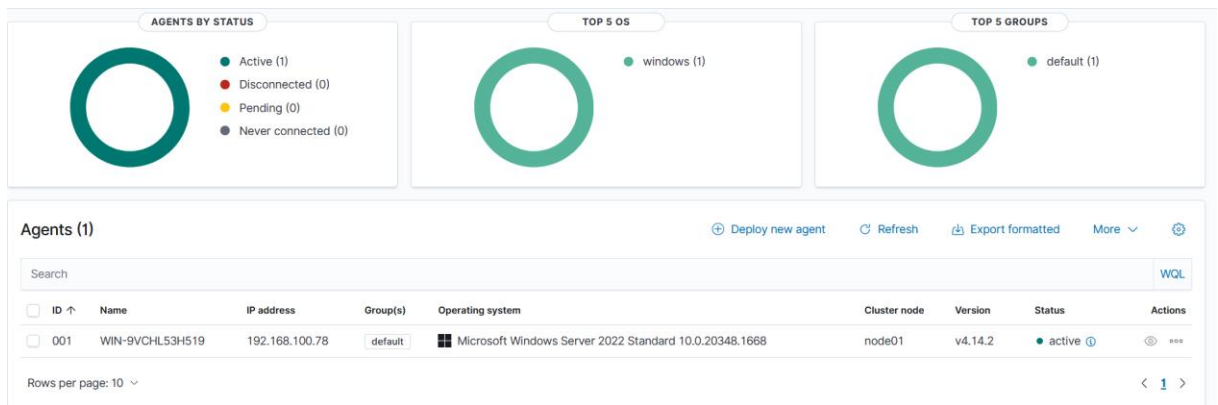 AGENTS BY STATUS
Active (1)
Disconnected (0)
Pending (0)
Never connected (0)
TOP 5 OS
windows (1)
TOP 5 GROUPS
default (1)
Agents (1)
Deploy new agent Refresh Export formatted More
Search WQL
ID ↑ Name IP address Group(s) Operating system Cluster node Version Status Actions
001 WIN-9VCHL53H519 192.168.100.78 default Microsoft Windows Server 2022 Standard 10.0.20348.1668 node01 v4.14.2 active
Rows per page: 10 < 1 >